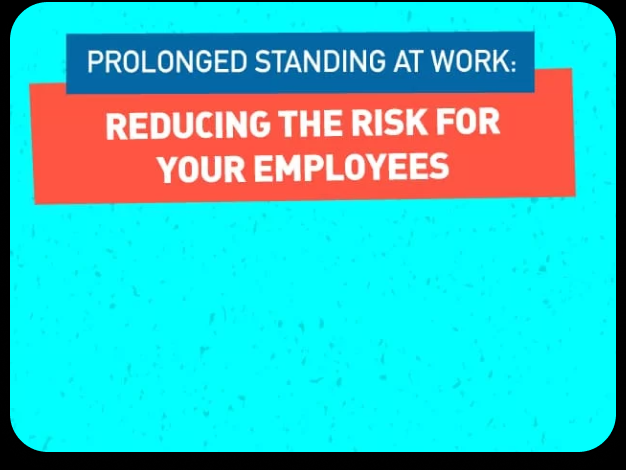 PROLONGED STANDING AT WORK:
REDUCING THE RISK FOR
YOUR EMPLOYEES